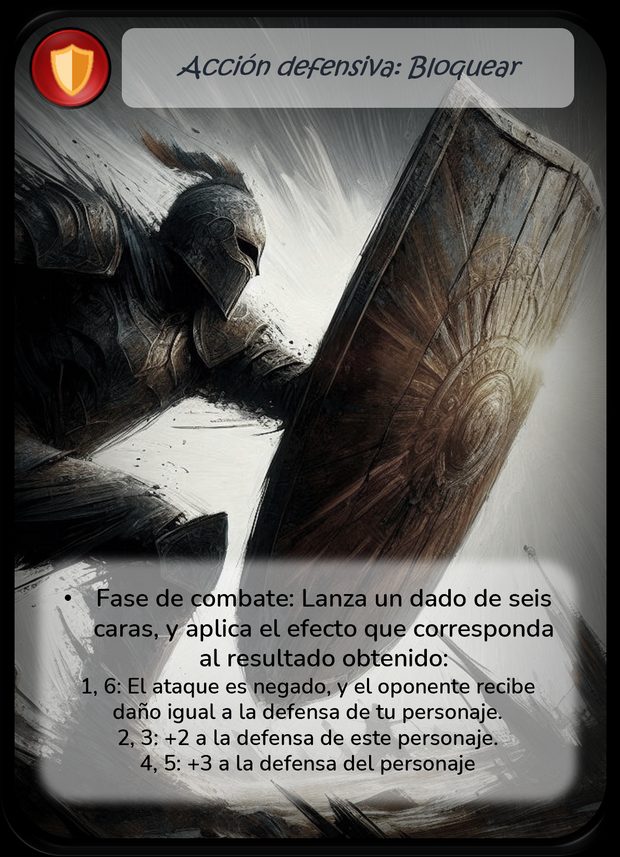 Acción defensiva: Bloquear
• Fase de combate: Lanza un dado de seis
caras, y aplica el efecto que corresponda
al resultado obtenido:
1, 6: El ataque es negado, y el oponente recibe
daño igual a la defensa de tu personaje.
2, 3: +2 a la defensa de este personaje.
4, 5: +3 a la defensa del personaje